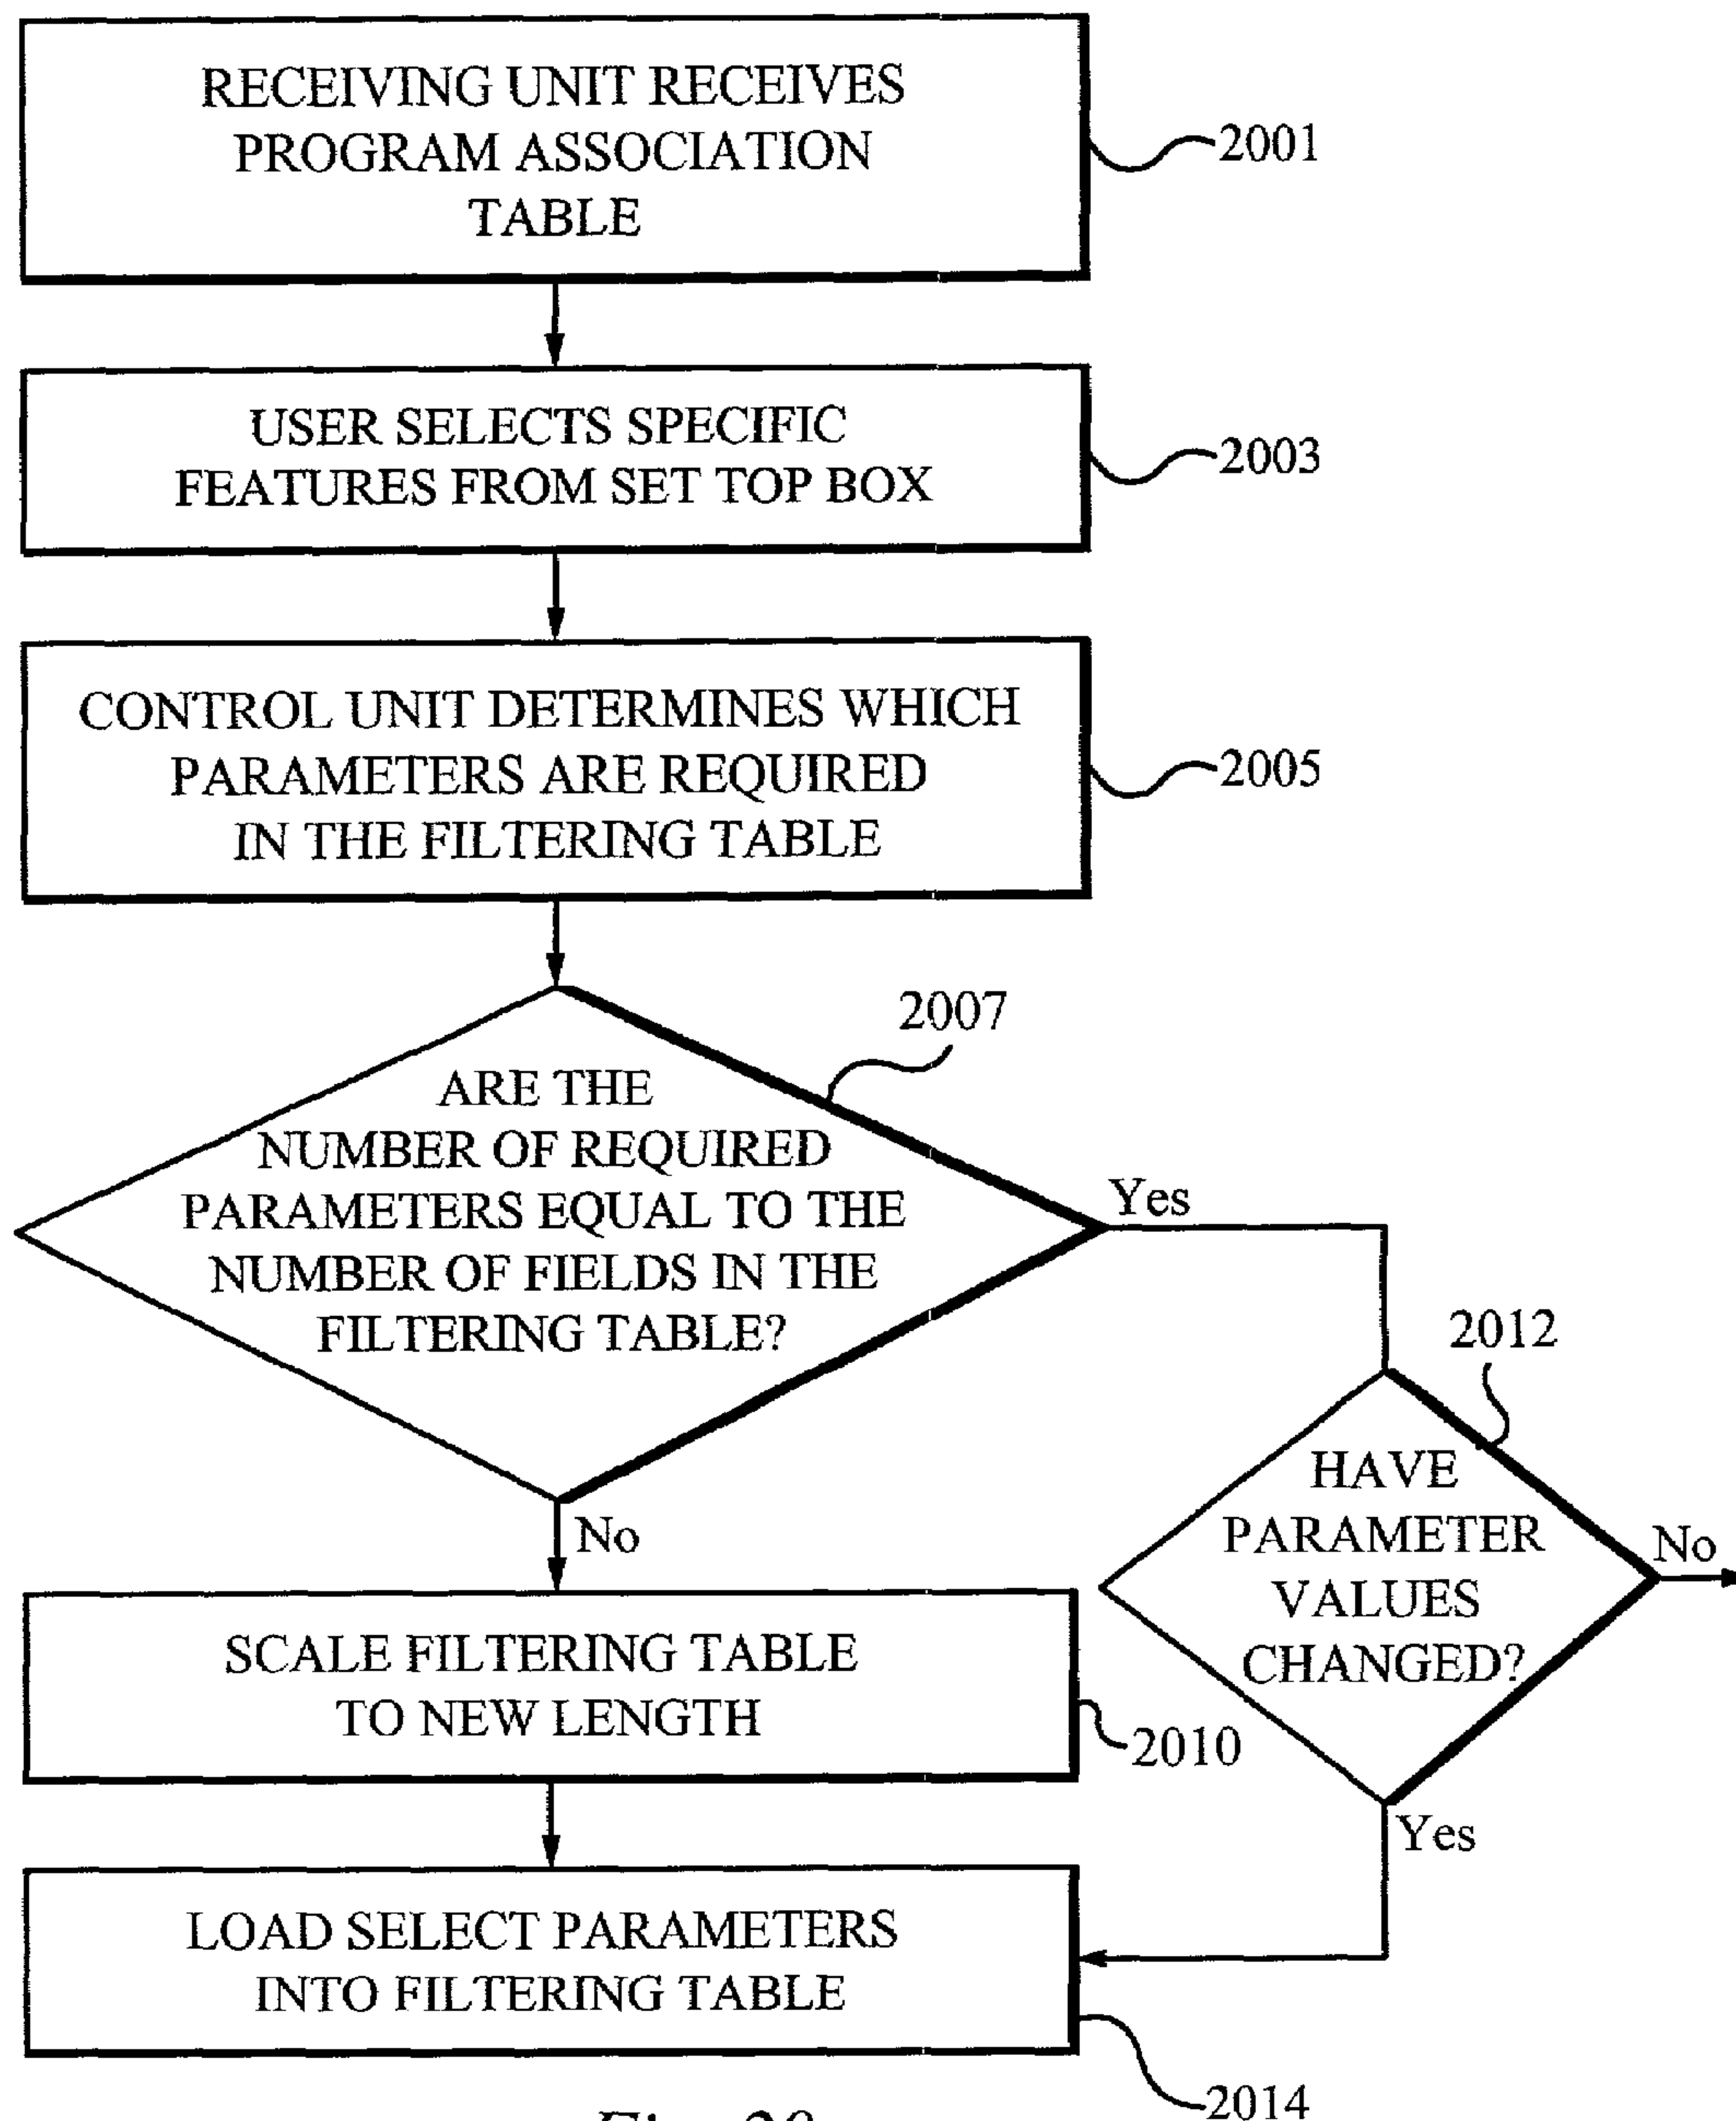 RECEIVING UNIT RECEIVES
PROGRAM ASSOCIATION
TABLE
2001
USER SELECTS SPECIFIC
FEATURES FROM SET TOP BOX
2003
CONTROL UNIT DETERMINES WHICH
PARAMETERS ARE REQUIRED
IN THE FILTERING TABLE
2005
2007
ARE THE
NUMBER OF REQUIRED
PARAMETERS EQUAL TO THE
NUMBER OF FIELDS IN THE
FILTERING TABLE?
Yes
No
2012
HAVE
PARAMETER
VALUES
CHANGED?
No
Yes
SCALE FILTERING TABLE
TO NEW LENGTH
2010
LOAD SELECT PARAMETERS
INTO FILTERING TABLE
2014